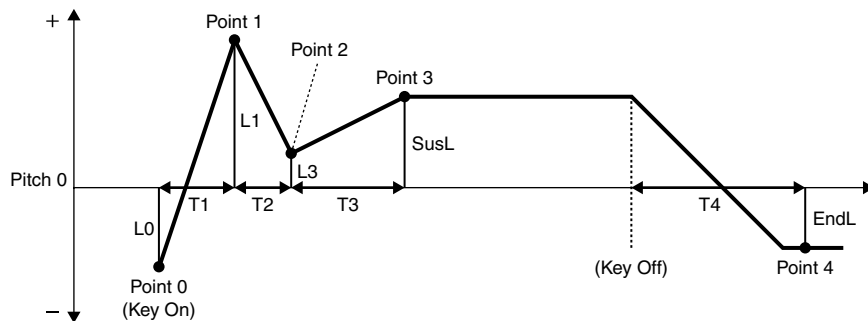 +
Point 1
Point 2
Point 3
L1
SusL
L3
Pitch 0
T1
T2
T3
T4
L0
EndL
Point 0
(Key On)
(Key Off)
Point 4
−